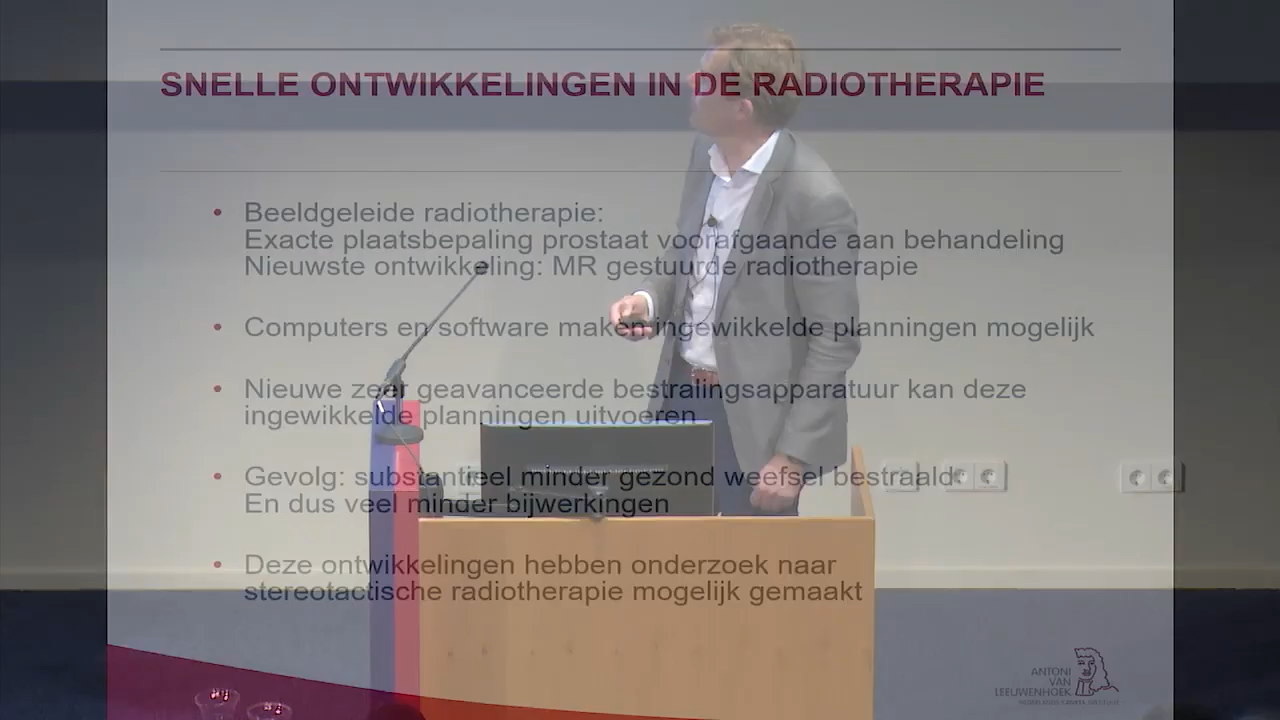 SNELLE ONTWIKKELINGEN IN DE RADIOTHERAPIE
• Beeldgeleide radiotherapie:
Exacte plaatsbepaling prostaat voorafgaande aan behandeling
Nieuwste ontwikkeling: MR gestuurde radiotherapie
• Computers en software maken ingewikkelde planningen mogelijk
• Nieuwe zeer geavanceerde bestralingsapparatuur kan deze
ingewikkelde planningen uitvoeren
• Gevolg: substantieel minder gezond weefsel bestraald
En dus veel minder bijwerkingen
• Deze ontwikkelingen hebben onderzoek naar
stereotactische radiotherapie mogelijk gemaakt
ANTONI
VAN
LEEUWENHOEK
NEDERLANDS KANKER INSTITUUT